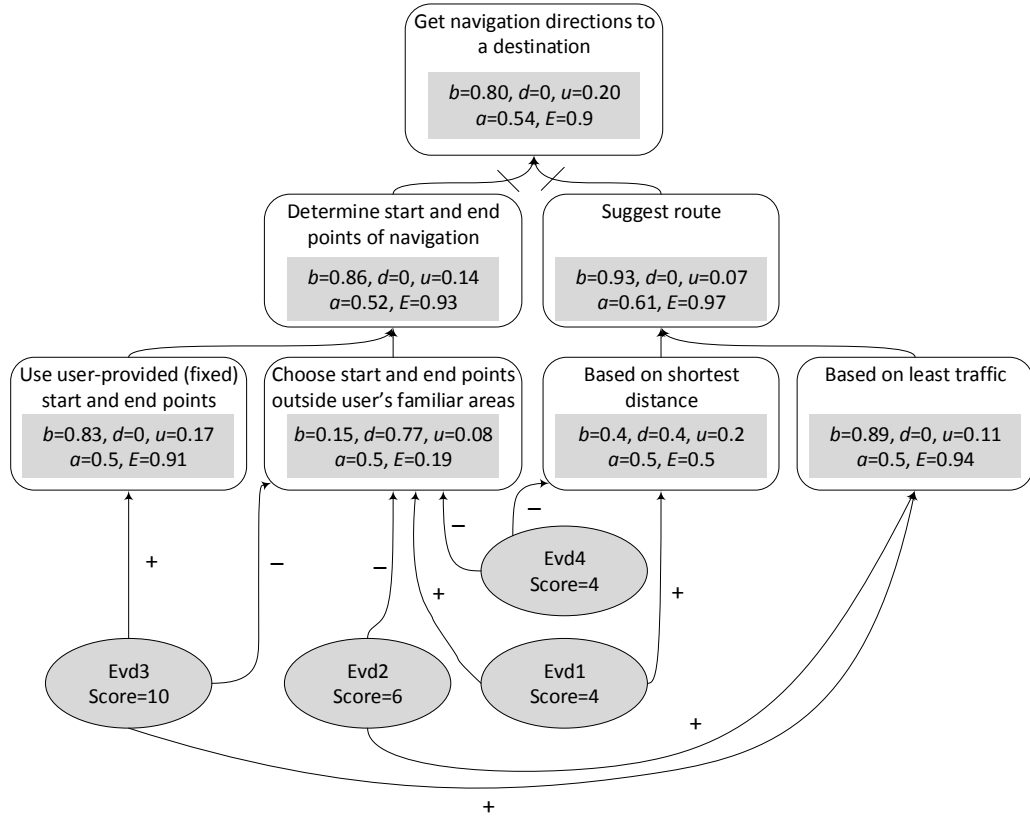 Get navigation directions to
a destination
b=0.80, d=0, u=0.20
a=0.54, E=0.9
Determine start and end
points of navigation
b=0.86, d=0, u=0.14
a=0.52, E=0.93
Suggest route
b=0.93, d=0, u=0.07
a=0.61, E=0.97
Use user-provided (fixed)
start and end points
b=0.83, d=0, u=0.17
a=0.5, E=0.91
Choose start and end points
outside user's familiar areas
b=0.15, d=0.77, u=0.08
a=0.5, E=0.19
Based on shortest
distance
b=0.4, d=0.4, u=0.2
a=0.5, E=0.5
Based on least traffic
b=0.89, d=0, u=0.11
a=0.5, E=0.94
+
–
–
+
–
–
+
Evd4
Score=4
Evd3
Score=10
Evd2
Score=6
Evd1
Score=4
+
+